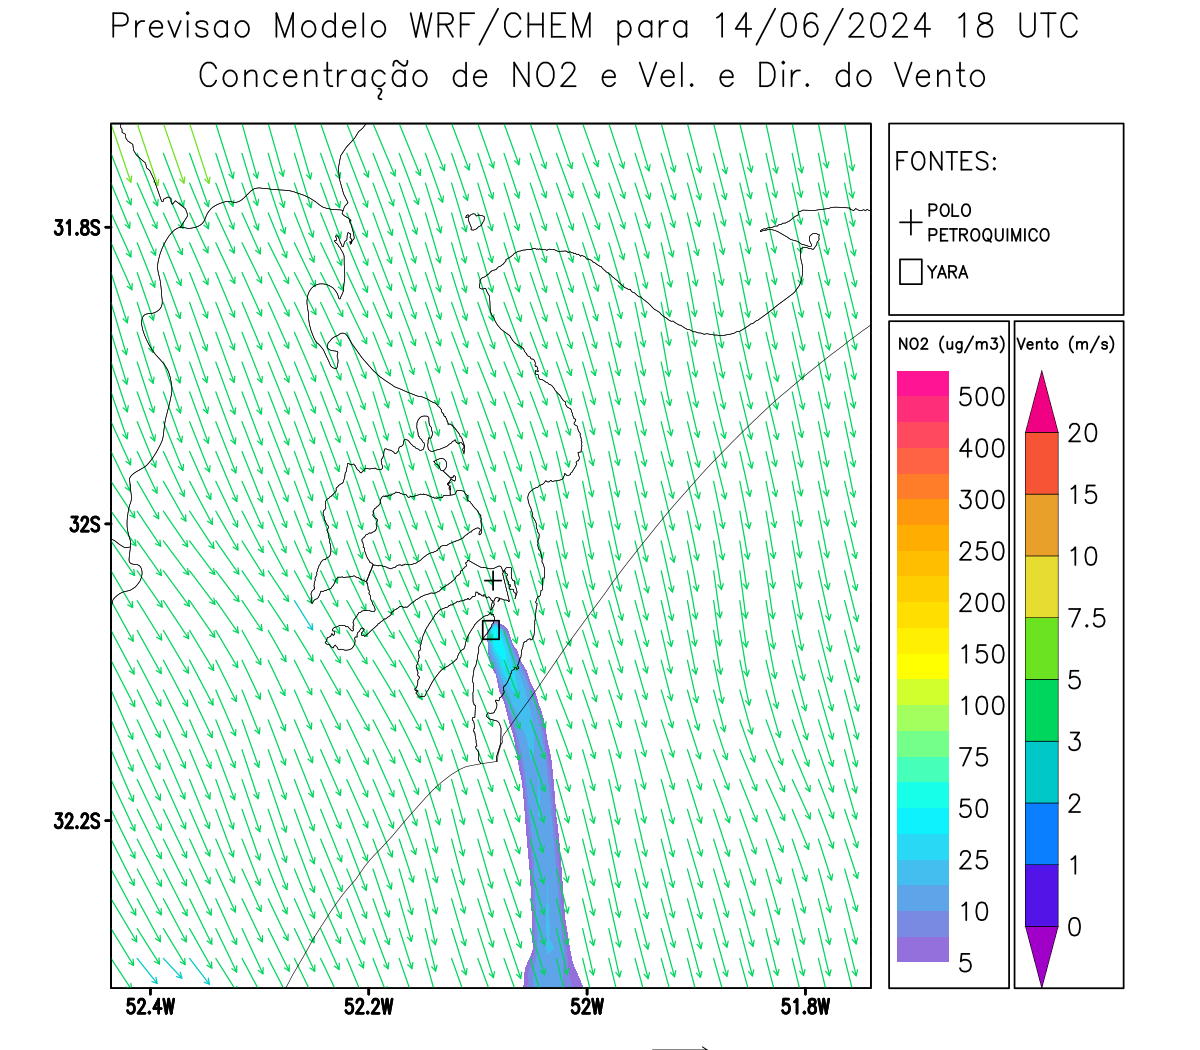 Previsao Modelo WRF/CHEM para 14/06/2024 18 UTC
Concentração de NO2 e Vel. e Dir. do Vento
FONTES:
POLO
PETROQUIMICO
YARA
NO2 (ug/m3)
500
400
300
250
200
150
100
75
50
25
10
5
Vento (m/s)
20
15
10
7.5
5
3
2
1
0
31.8S
32S
32.2S
52.4W
52.2W
52W
51.8W